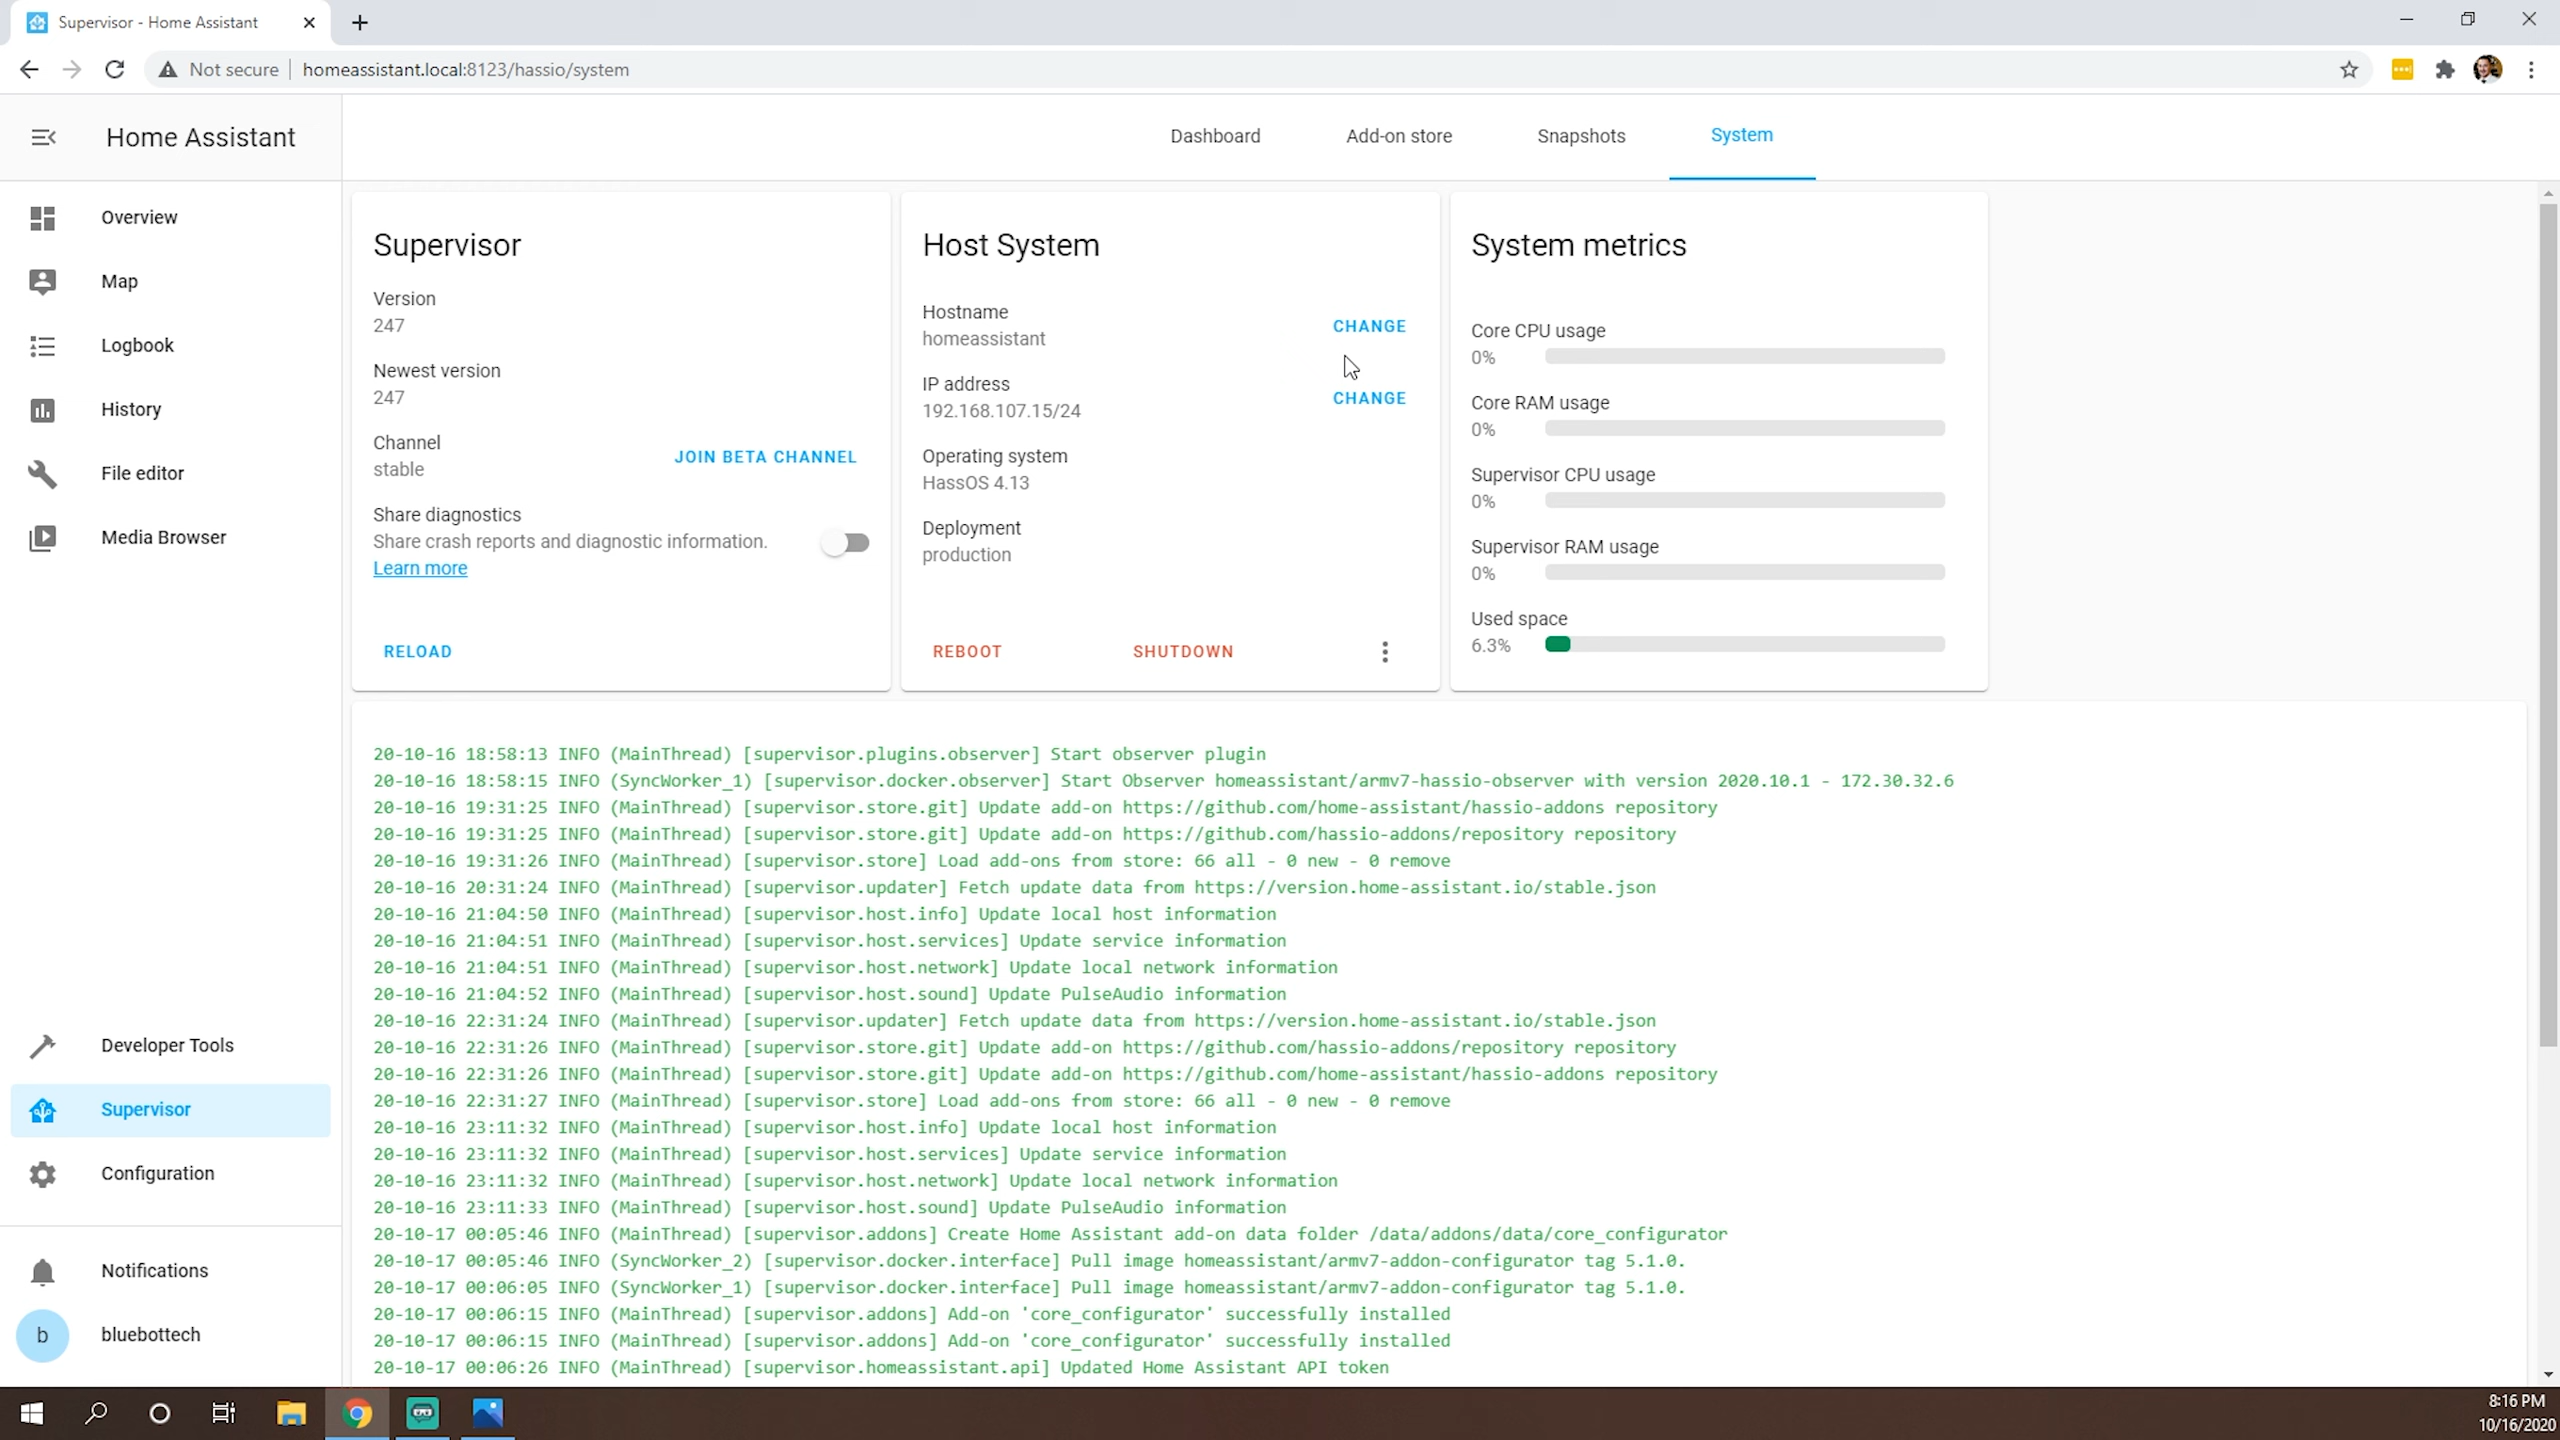 Supervisor - Home Assistant
Not secure
homeassistant.local:8123/hassio/system
Home Assistant
Dashboard
Add-on store
Snapshots
System
Overview
Map
Logbook
History
File editor
Media Browser
Developer Tools
Supervisor
Configuration
Notifications
b
bluebottech
Supervisor
Version
247
Newest version
247
Channel
stable
JOIN BETA CHANNEL
Share diagnostics
Share crash reports and diagnostic information.
Learn more
RELOAD
Host System
Hostname
homeassistant
CHANGE
IP address
192.168.107.15/24
CHANGE
Operating system
HassOS 4.13
Deployment
production
REBOOT
SHUTDOWN
System metrics
Core CPU usage
0%
Core RAM usage
0%
Supervisor CPU usage
0%
Supervisor RAM usage
0%
Used space
6.3%
20-10-16 18:58:13 INFO (MainThread) [supervisor.plugins.observer] Start observer plugin
20-10-16 18:58:15 INFO (SyncWorker_1) [supervisor.docker.observer] Start Observer homeassistant/armv7-hassio-observer with version 2020.10.1 - 172.30.32.6
20-10-16 19:31:25 INFO (MainThread) [supervisor.store.git] Update add-on https://github.com/home-assistant/hassio-addons repository
20-10-16 19:31:25 INFO (MainThread) [supervisor.store.git] Update add-on https://github.com/hassio-addons/repository repository
20-10-16 19:31:26 INFO (MainThread) [supervisor.store] Load add-ons from store: 66 all - 0 new - 0 remove
20-10-16 20:31:24 INFO (MainThread) [supervisor.updater] Fetch update data from https://version.home-assistant.io/stable.json
20-10-16 21:04:50 INFO (MainThread) [supervisor.host.info] Update local host information
20-10-16 21:04:51 INFO (MainThread) [supervisor.host.services] Update service information
20-10-16 21:04:51 INFO (MainThread) [supervisor.host.network] Update local network information
20-10-16 21:04:52 INFO (MainThread) [supervisor.host.sound] Update PulseAudio information
20-10-16 22:31:24 INFO (MainThread) [supervisor.updater] Fetch update data from https://version.home-assistant.io/stable.json
20-10-16 22:31:26 INFO (MainThread) [supervisor.store.git] Update add-on https://github.com/hassio-addons/repository repository
20-10-16 22:31:26 INFO (MainThread) [supervisor.store.git] Update add-on https://github.com/home-assistant/hassio-addons repository
20-10-16 22:31:27 INFO (MainThread) [supervisor.store] Load add-ons from store: 66 all - 0 new - 0 remove
20-10-16 23:11:32 INFO (MainThread) [supervisor.host.info] Update local host information
20-10-16 23:11:32 INFO (MainThread) [supervisor.host.services] Update service information
20-10-16 23:11:32 INFO (MainThread) [supervisor.host.network] Update local network information
20-10-16 23:11:33 INFO (MainThread) [supervisor.host.sound] Update PulseAudio information
20-10-17 00:05:46 INFO (MainThread) [supervisor.addons] Create Home Assistant add-on data folder /data/addons/data/core_configurator
20-10-17 00:05:46 INFO (SyncWorker_2) [supervisor.docker.interface] Pull image homeassistant/armv7-addon-configurator tag 5.1.0.
20-10-17 00:06:05 INFO (SyncWorker_1) [supervisor.docker.interface] Pull image homeassistant/armv7-addon-configurator tag 5.1.0.
20-10-17 00:06:15 INFO (MainThread) [supervisor.addons] Add-on 'core_configurator' successfully installed
20-10-17 00:06:15 INFO (MainThread) [supervisor.addons] Add-on 'core_configurator' successfully installed
20-10-17 00:06:26 INFO (MainThread) [supervisor.homeassistant.api] Updated Home Assistant API token
8:16 PM
10/16/2020